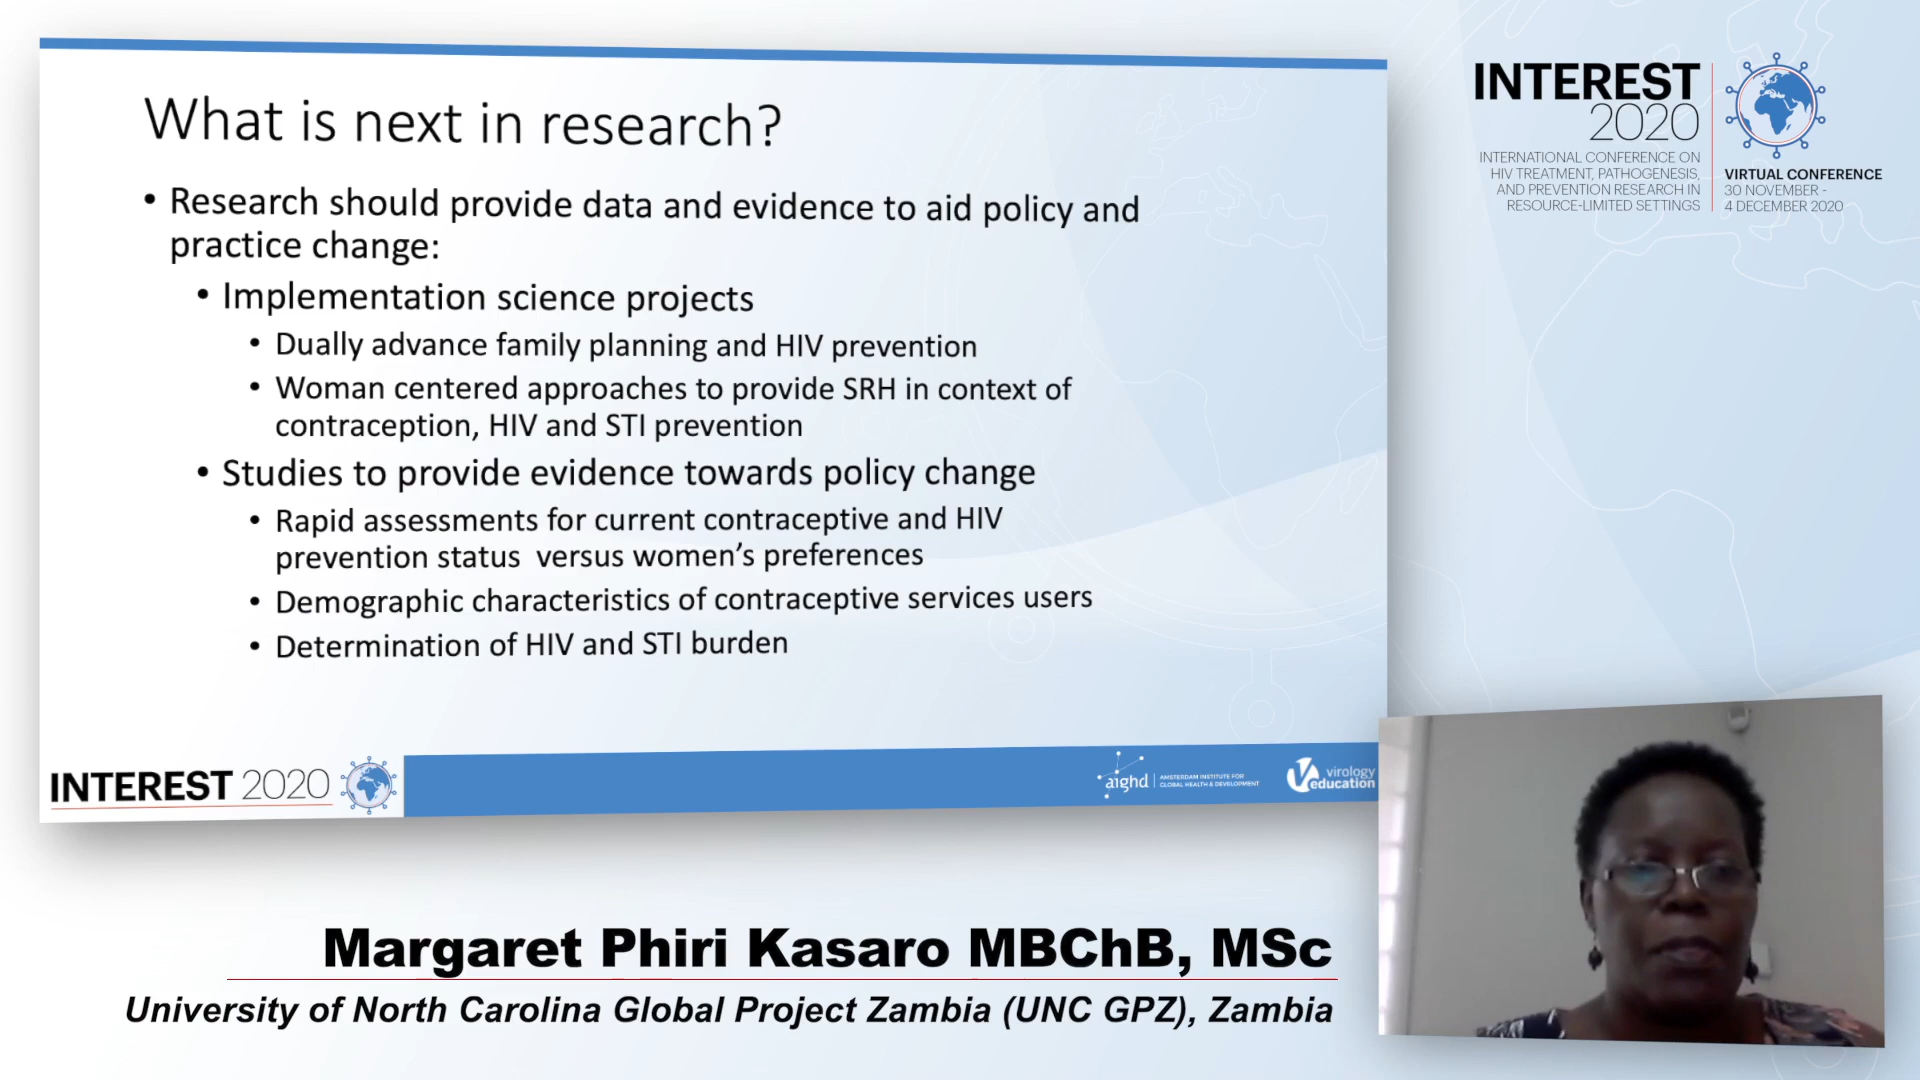 What is next in research?
• Research should provide data and evidence to aid policy and
practice change:
• Implementation science projects
• Dually advance family planning and HIV prevention
• Woman centered approaches to provide SRH in context of
contraception, HIV and STI prevention
• Studies to provide evidence towards policy change
• Rapid assessments for current contraceptive and HIV
prevention status versus women’s preferences
• Demographic characteristics of contraceptive services users
• Determination of HIV and STI burden
INTEREST 2020
aighd
AMSTERDAM INSTITUTE FOR
GLOBAL HEALTH & DEVELOPMENT
virology
education
INTEREST
2020
INTERNATIONAL CONFERENCE ON
HIV TREATMENT, PATHOGENESIS,
AND PREVENTION RESEARCH IN
RESOURCE-LIMITED SETTINGS
VIRTUAL CONFERENCE
30 NOVEMBER -
4 DECEMBER 2020
Margaret Phiri Kasaro MBChB, MSc
University of North Carolina Global Project Zambia (UNC GPZ), Zambia